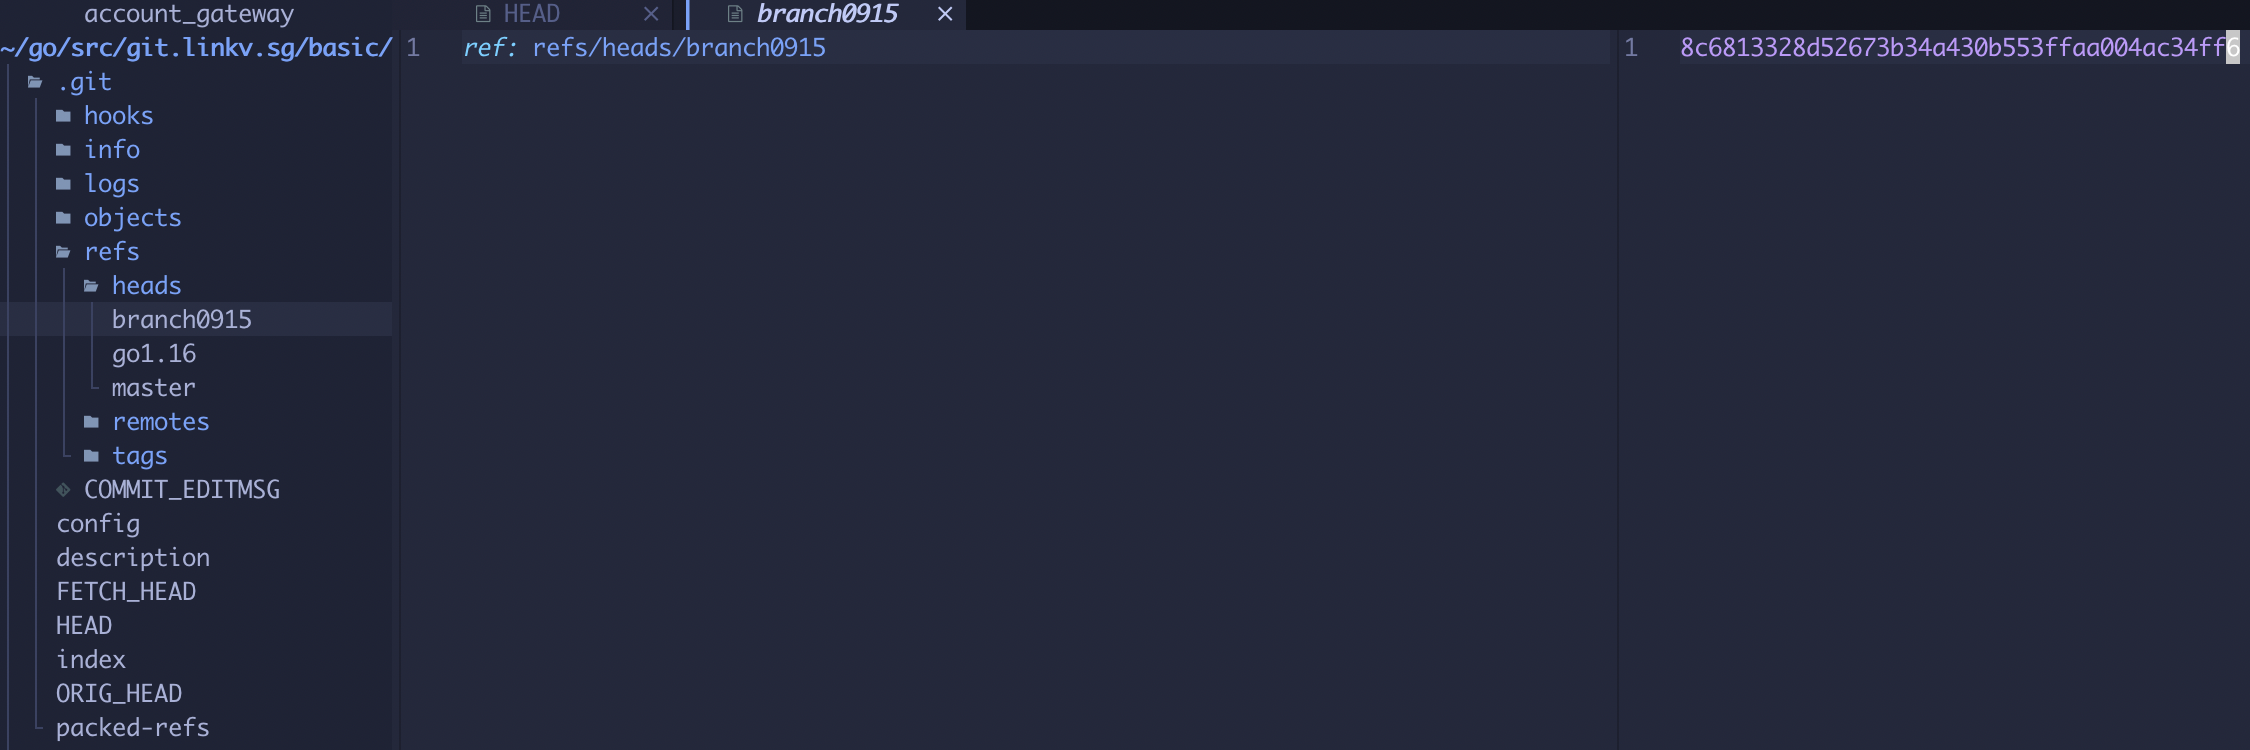 account_gateway
HEAD
branch0915
~/go/src/git.linkv.sg/basic/
.git
hooks
info
logs
objects
refs
heads
branch0915
go1.16
master
remotes
tags
COMMIT_EDITMSG
config
description
FETCH_HEAD
HEAD
index
ORIG_HEAD
packed-refs
1 ref: refs/heads/branch0915
1 8c6813328d52673b34a430b553ffaa004ac34ff6